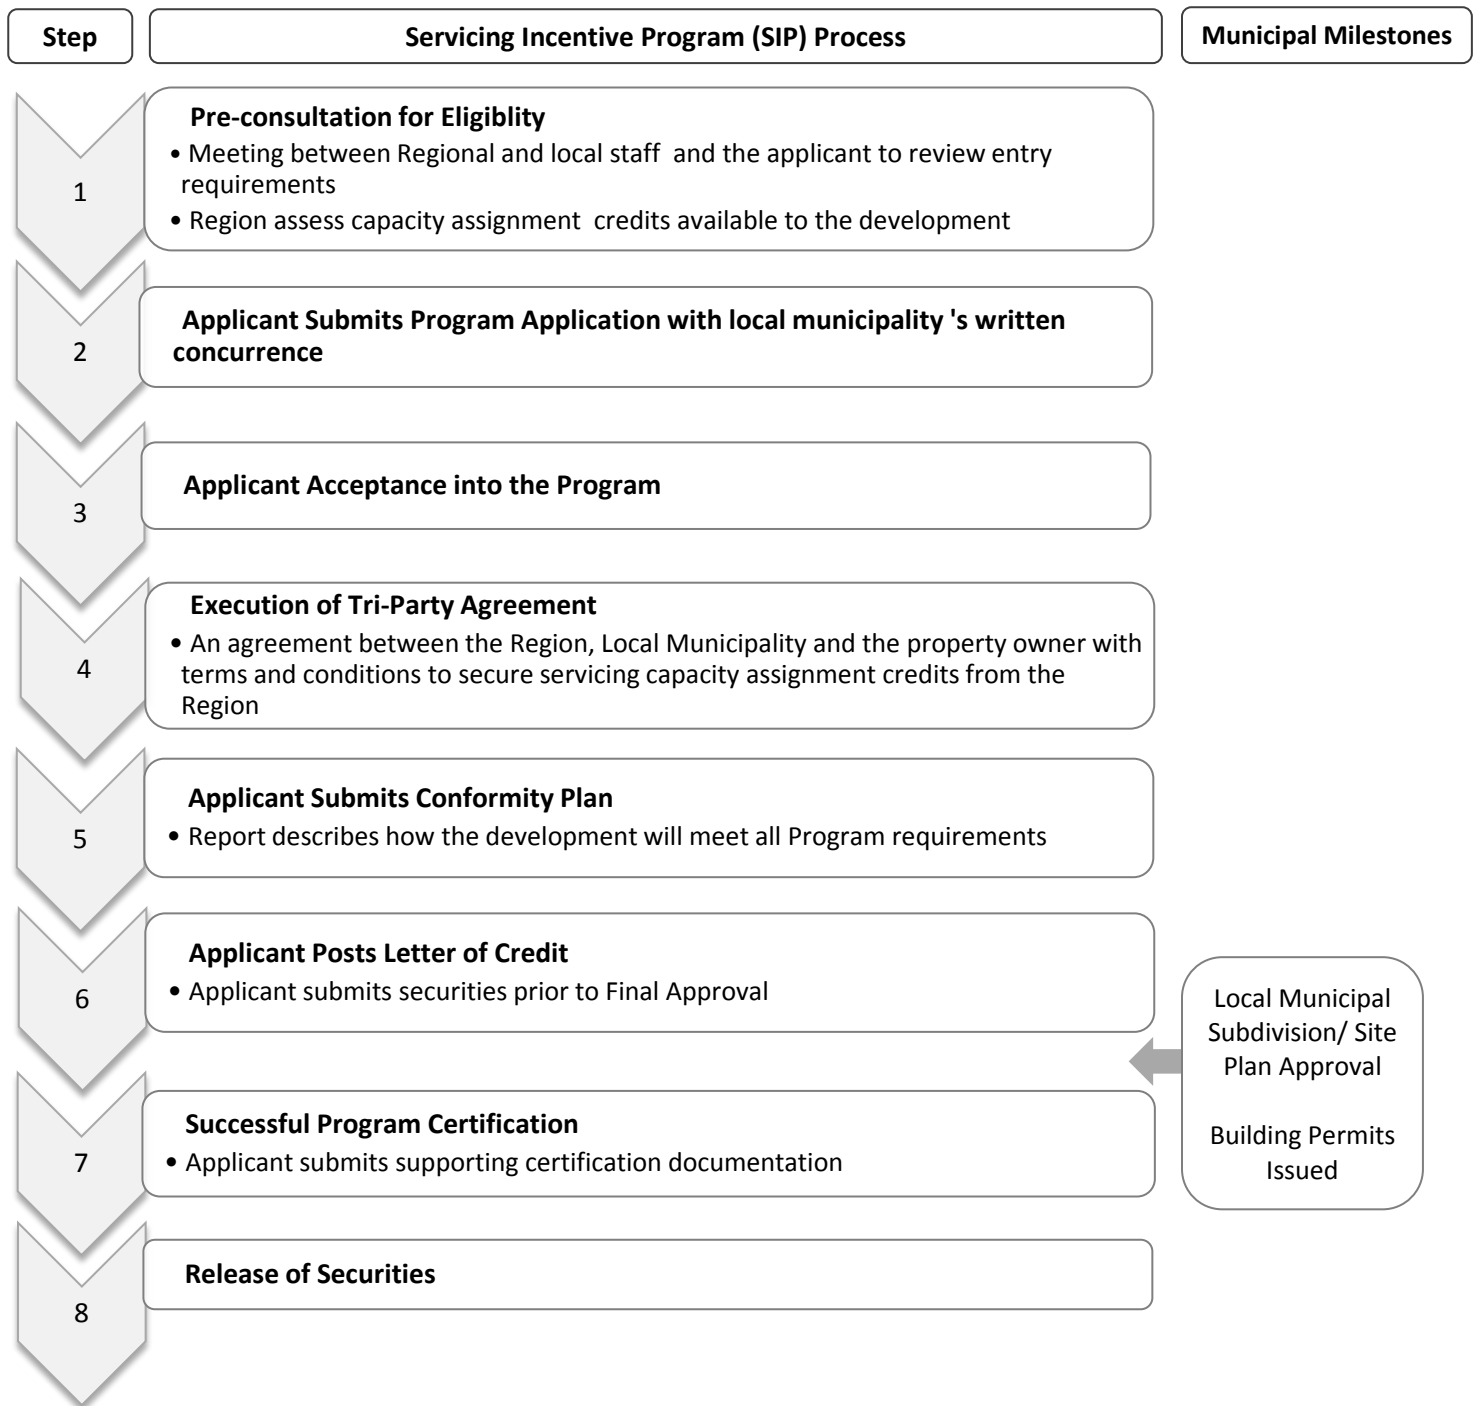 Step
Servicing Incentive Program (SIP) Process
Municipal Milestones
1
Pre-consultation for Eligiblity
• Meeting between Regional and local staff and the applicant to review entry
requirements
• Region assess capacity assignment credits available to the development
2
Applicant Submits Program Application with local municipality 's written
concurrence
3
Applicant Acceptance into the Program
4
Execution of Tri-Party Agreement
• An agreement between the Region, Local Municipality and the property owner with
terms and conditions to secure servicing capacity assignment credits from the
Region
5
Applicant Submits Conformity Plan
• Report describes how the development will meet all Program requirements
6
Applicant Posts Letter of Credit
• Applicant submits securities prior to Final Approval
Local Municipal
Subdivision/ Site
Plan Approval
Building Permits
Issued
7
Successful Program Certification
• Applicant submits supporting certification documentation
8
Release of Securities